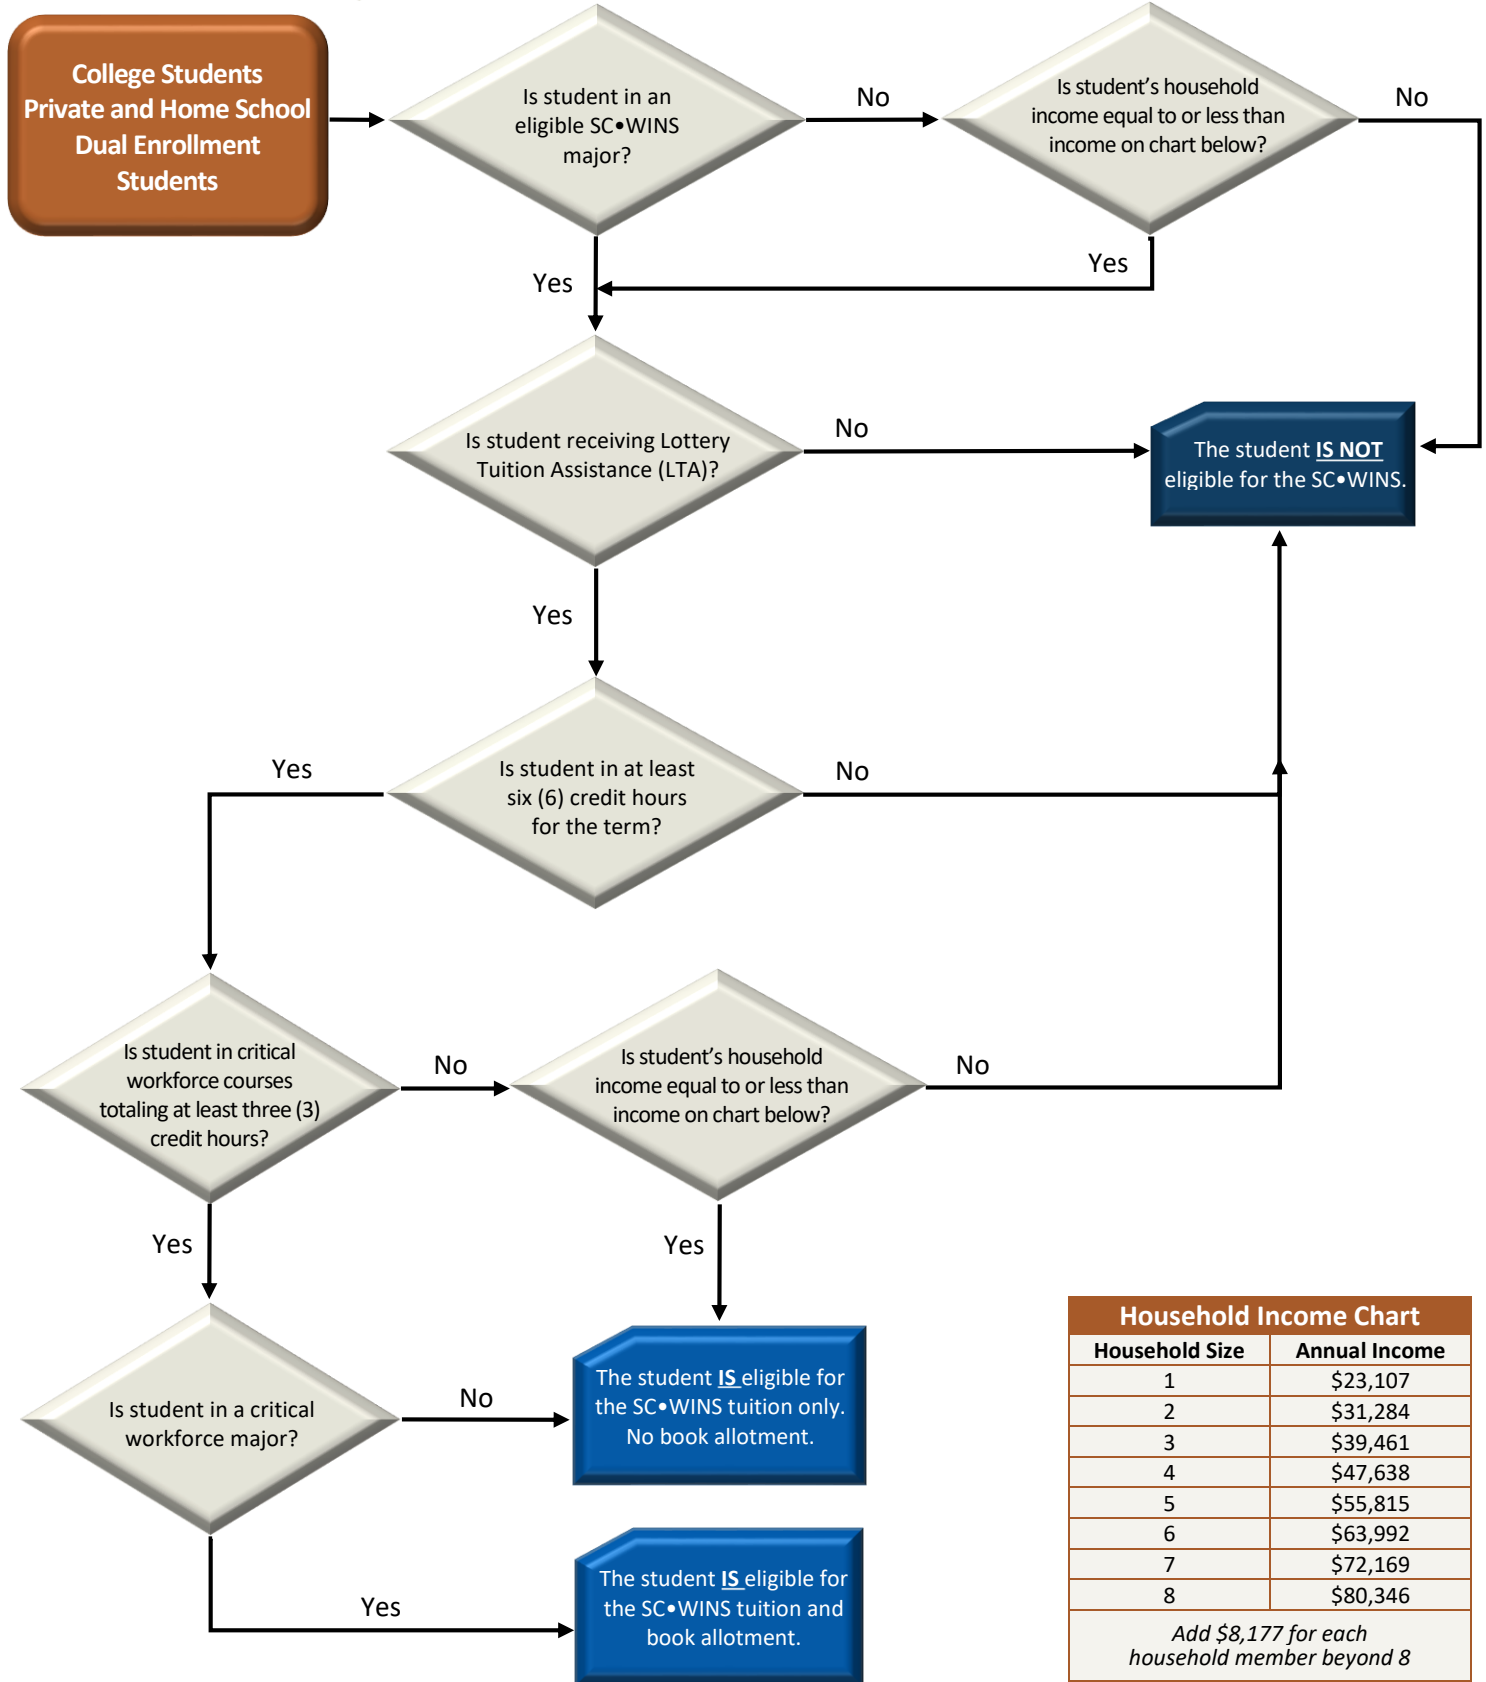 College Students
Private and Home School
Dual Enrollment
Students
Is student in an
eligible SC•WINS
major?
No
Is student’s household
income equal to or less than
income on chart below?
No
Yes
Yes
Is student receiving Lottery
Tuition Assistance (LTA)?
No
The student IS NOT
eligible for the SC•WINS.
Yes
Is student in at least
six (6) credit hours
for the term?
Yes
No
Is student in critical
workforce courses
totaling at least three (3)
credit hours?
No
Is student’s household
income equal to or less than
income on chart below?
No
Yes
Yes
Is student in a critical
workforce major?
No
The student IS eligible for
the SC•WINS tuition only.
No book allotment.
Yes
The student IS eligible for
the SC•WINS tuition and
book allotment.
Household Income Chart
Household Size Annual Income
1 $23,107
2 $31,284
3 $39,461
4 $47,638
5 $55,815
6 $63,992
7 $72,169
8 $80,346
Add $8,177 for each
household member beyond 8